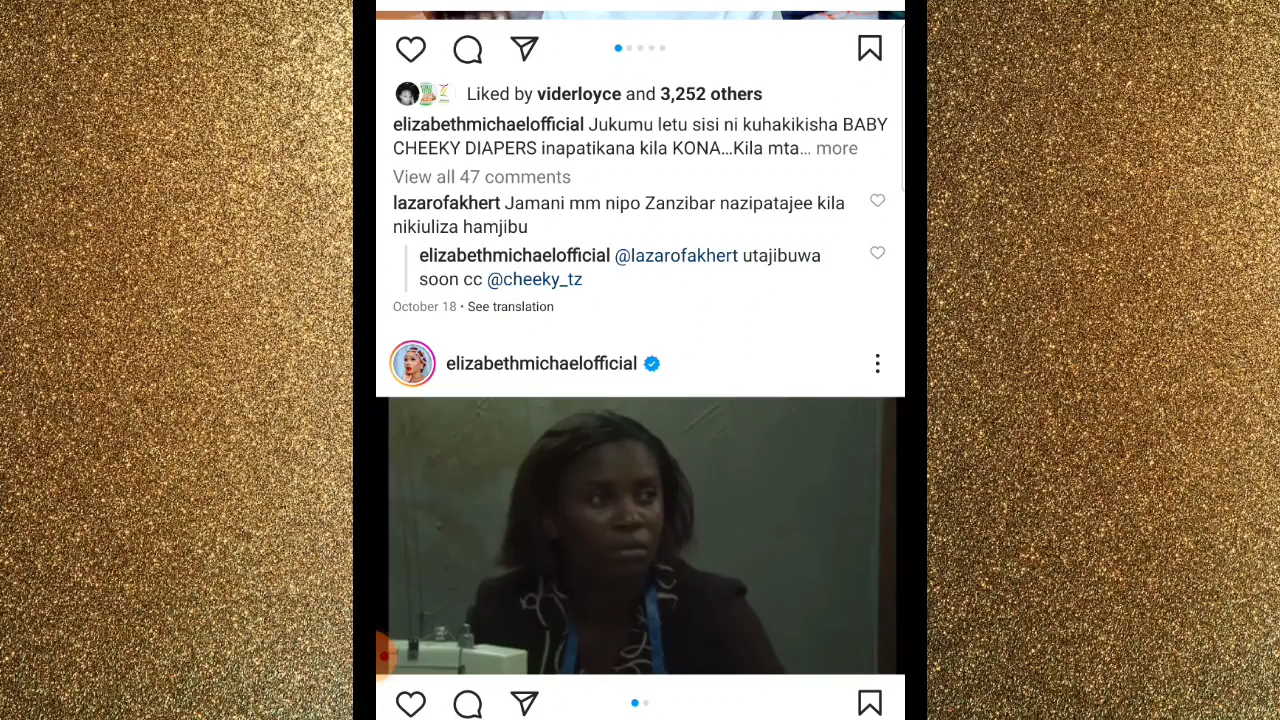 Liked by viderloyce and 3,252 others
elizabethmichaelofficial Jukumu letu sisi ni kuhakikisha BABY
CHEEKY DIAPERS inapatikana kila KONA...Kila mta... more
View all 47 comments
lazarofakhert Jamani mm nipo Zanzibar nazipatajee kila
nikiuliza hamjibu
elizabethmichaelofficial @lazarofakhert utajibuwa
soon cc @cheeky_tz
October 18 • See translation
elizabethmichaelofficial